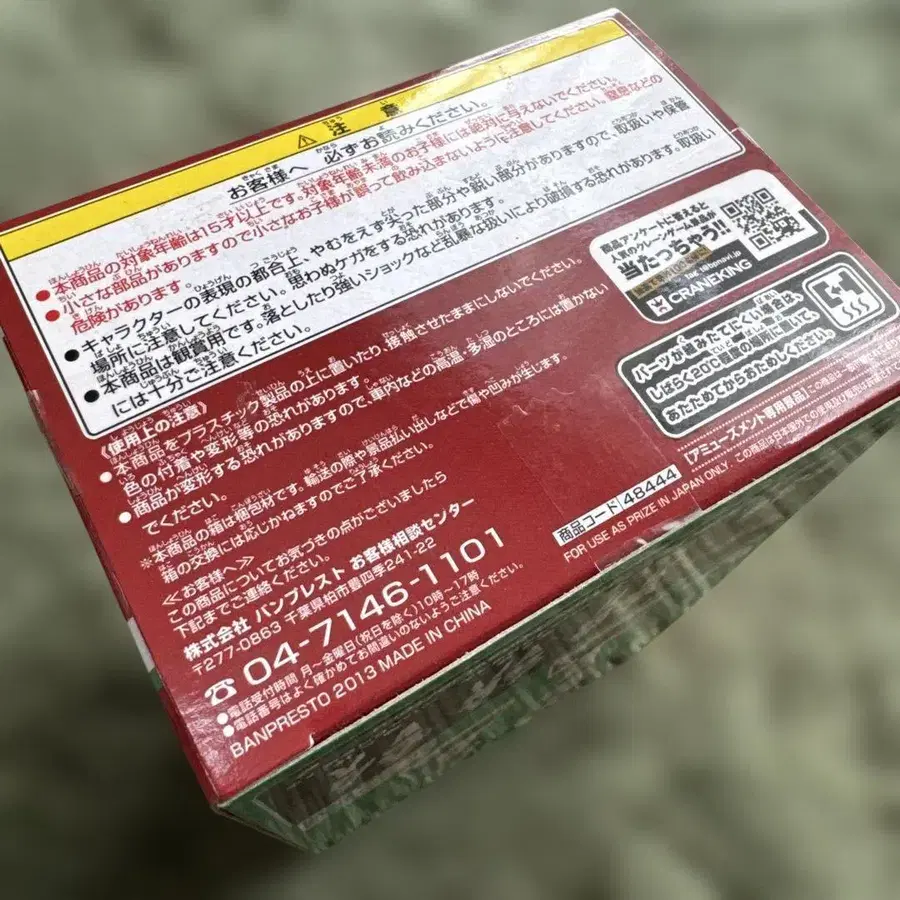 注意
お客様へ 必ずお読みください。
●本商品の対象年齢は15才以上です。対象年齢未満のお子様には絶対に与えないでください。
●小さな部品がありますので小さなお子様が誤って飲み込まないように注意してください。窒息などの
危険があります。
●キャラクターの表現の都合上、やむをえず尖った部分や鋭い部分がありますので、取扱いや保管
場所に注意してください。思わぬケガをする恐れがあります。
●本商品は観賞用です。落としたり強いショックなど乱暴な扱いにより破損する恐れがあります。取扱い
には十分ご注意ください。
《使用上の注意》
●本商品をプラスチック製品の上に置いたり、接触させたままにしないでください。
色の付着や変形等の恐れがあります。
●商品が変形する恐れがありますので、車内などの高温、多湿のところには置かない
でください。
※本商品の箱は梱包材です。輸送の際や景品払い出しなどで傷や凹みが生じます。
箱の交換には応じかねますのでご了承ください。
<お客様へ>
この商品についてお気づきの点がございましたら
下記までご連絡ください。
株式会社 バンプレスト お客様相談センター
〒277-0863 千葉県柏市豊四季241-22
☎04-7146-1101
●電話受付時間 月〜金曜日(祝日を除く)10時〜17時
●電話番号はよく確かめてお間違いのないようご注意ください。
BANPRESTO 2013 MADE IN CHINA
商品アンケートに答えると
人気のクレーンゲーム景品が
当たっちゃう!!
CRANEKING
パーツが組みたてにくい場合は、
しばらく20℃程度の場所に置いて、
あたためてからおためしください。
【アミューズメント専用景品】
商品コード 48444
FOR USE AS PRIZE IN JAPAN ONLY.